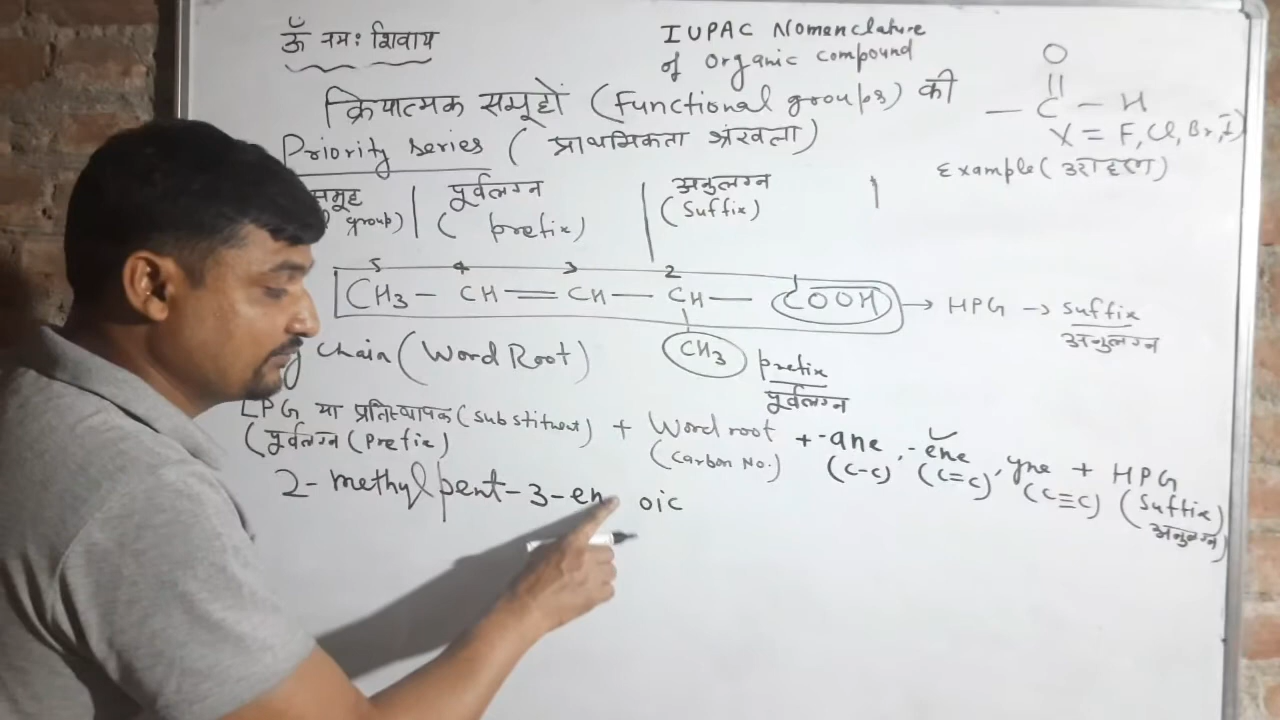 ॐ नमः शिवाय
IUPAC Nomenclature
of organic compound
क्रियात्मक समूहों (Functional groups) की
Priority series ( प्राथमिकता श्रंखला)
O
||
— C — H
X = F, Cl, Br, I)
Example( उदाहरण)
समूह | पूर्वलग्न | अनुलग्न |
group) | ( prefix) | (Suffix)
5 4 3 2 1
CH3 — CH = CH — CH — COOH → HPG → suffix
अनुलग्न
CH3 prefix
पूर्वलग्न
chain (Word Root)
LPG या प्रतिस्थापक (substituent) + Word root + -ane, -ene, yne + HPG
(पूर्वलग्न (Prefix) (Carbon No.) (C-C) (C=C) (C≡C) (Suffix)
अनुलग्न)
2- methyl pent-3-en oic